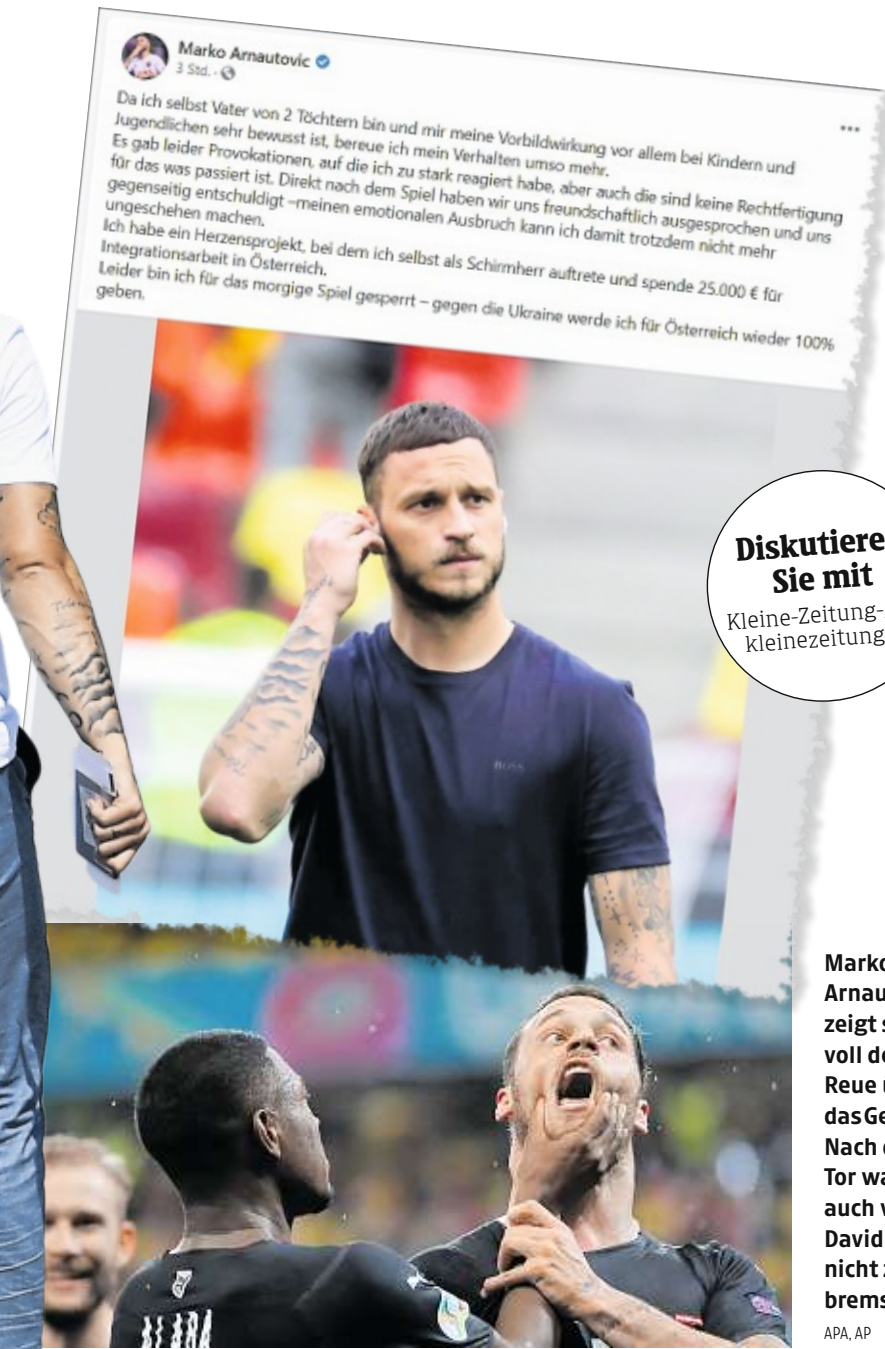 Marko Arnautovic
3 Std. ·
Da ich selbst Vater von 2 Töchtern bin und mir meine Vorbildwirkung vor allem bei Kindern und
Jugendlichen sehr bewusst ist, bereue ich mein Verhalten umso mehr.
Es gab leider Provokationen, auf die ich zu stark reagiert habe, aber auch die sind keine Rechtfertigung
für das was passiert ist. Direkt nach dem Spiel haben wir uns freundschaftlich ausgesprochen und uns
gegenseitig entschuldigt –meinen emotionalen Ausbruch kann ich damit trotzdem nicht mehr
ungeschehen machen.
Ich habe ein Herzensprojekt, bei dem ich selbst als Schirmherr auftrete und spende 25.000 € für
Integrationsarbeit in Österreich.
Leider bin ich für das morgige Spiel gesperrt – gegen die Ukraine werde ich für Österreich wieder 100%
geben.
BOSS
Diskutiere
Sie mit
Kleine-Zeitung-
kleinezeitung
Marko
Arnau
zeigt s
voll de
Reue u
das Ge
Nach d
Tor wa
auch v
David
nicht z
brems
APA, AP
ALABA